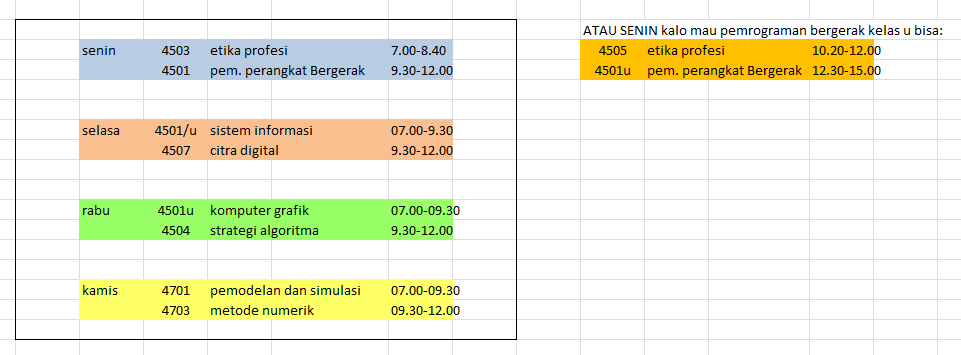 ATAU SENIN kalo mau pemrograman bergerak kelas u bisa:
senin 4503 etika profesi 7.00-8.40
4501 pem. perangkat Bergerak 9.30-12.00
4505 etika profesi 10.20-12.00
4501u pem. perangkat Bergerak 12.30-15.00
selasa 4501/u sistem informasi 07.00-9.30
4507 citra digital 9.30-12.00
rabu 4501u komputer grafik 07.00-09.30
4504 strategi algoritma 9.30-12.00
kamis 4701 pemodelan dan simulasi 07.00-09.30
4703 metode numerik 09.30-12.00